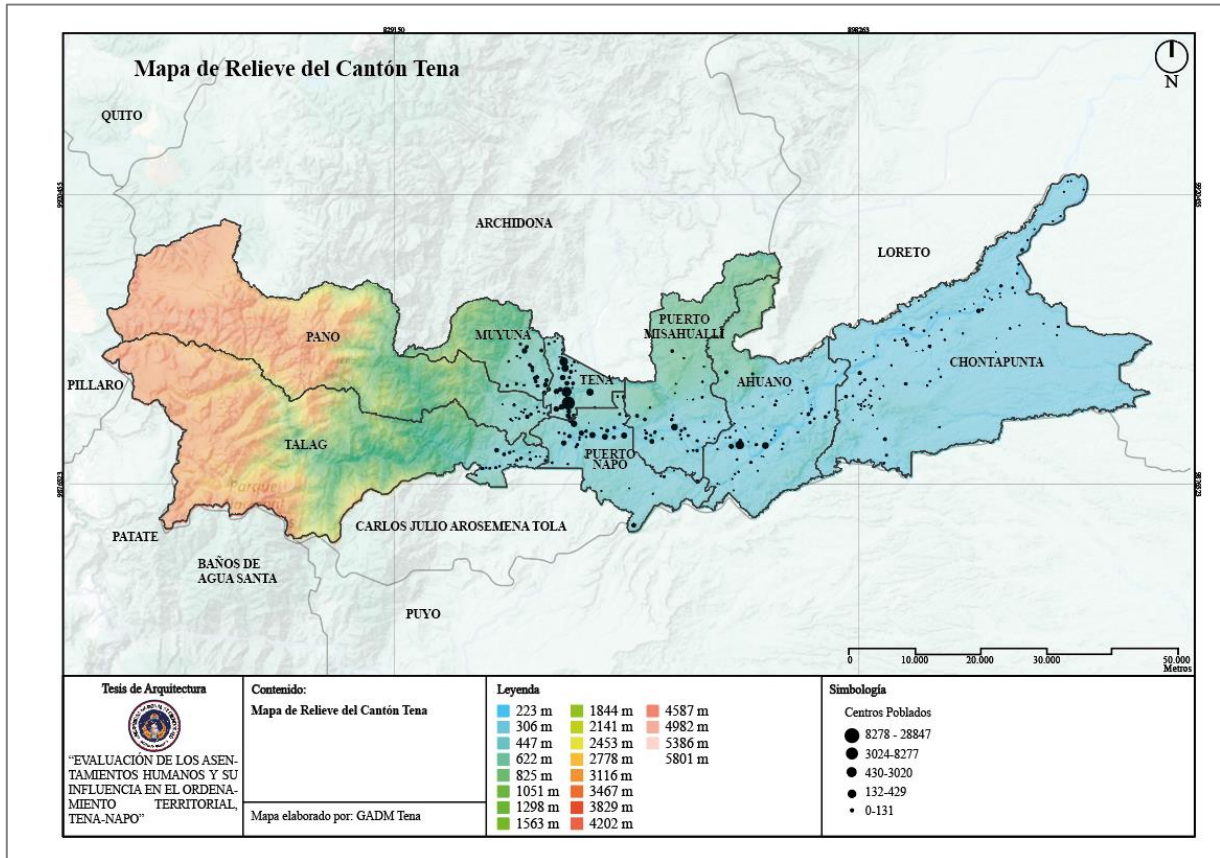 829150
898263
Mapa de Relieve del Cantón Tena
N
QUITO
ARCHIDONA
LORETO
PANO
MUYUNA
PUERTO
MISAHUALLÍ
TENA
AHUANO
CHONTAPUNTA
PILLARO
TALAG
PUERTO
NAPO
Parque
PATATE
CARLOS JULIO AROSEMENA TOLA
BAÑOS DE
AGUA SANTA
PUYO
0
10.000
20.000
30.000
50.000
Metros
Tesis de Arquitectura
"EVALUACIÓN DE LOS ASEN-
TAMIENTOS HUMANOS Y SU
INFLUENCIA EN EL ORDENA-
MIENTO TERRITORIAL,
TENA-NAPO"
Contenido:
Mapa de Relieve del Cantón Tena
Mapa elaborado por: GADM Tena
Leyenda
223 m
306 m
447 m
622 m
825 m
1051 m
1298 m
1563 m
1844 m
2141 m
2453 m
2778 m
3116 m
3467 m
3829 m
4202 m
4587 m
4982 m
5386 m
5801 m
Simbología
Centros Poblados
8278 - 28847
3024-8277
430-3020
132-429
0-131